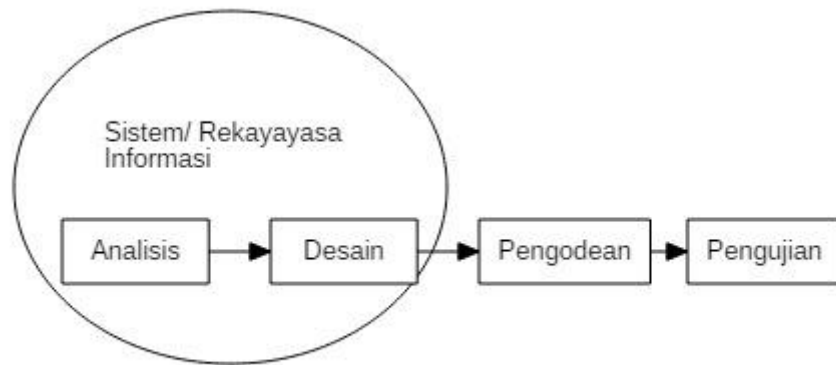 Sistem/ Rekayayasa
Informasi
Analisis
Desain
Pengodean
Pengujian